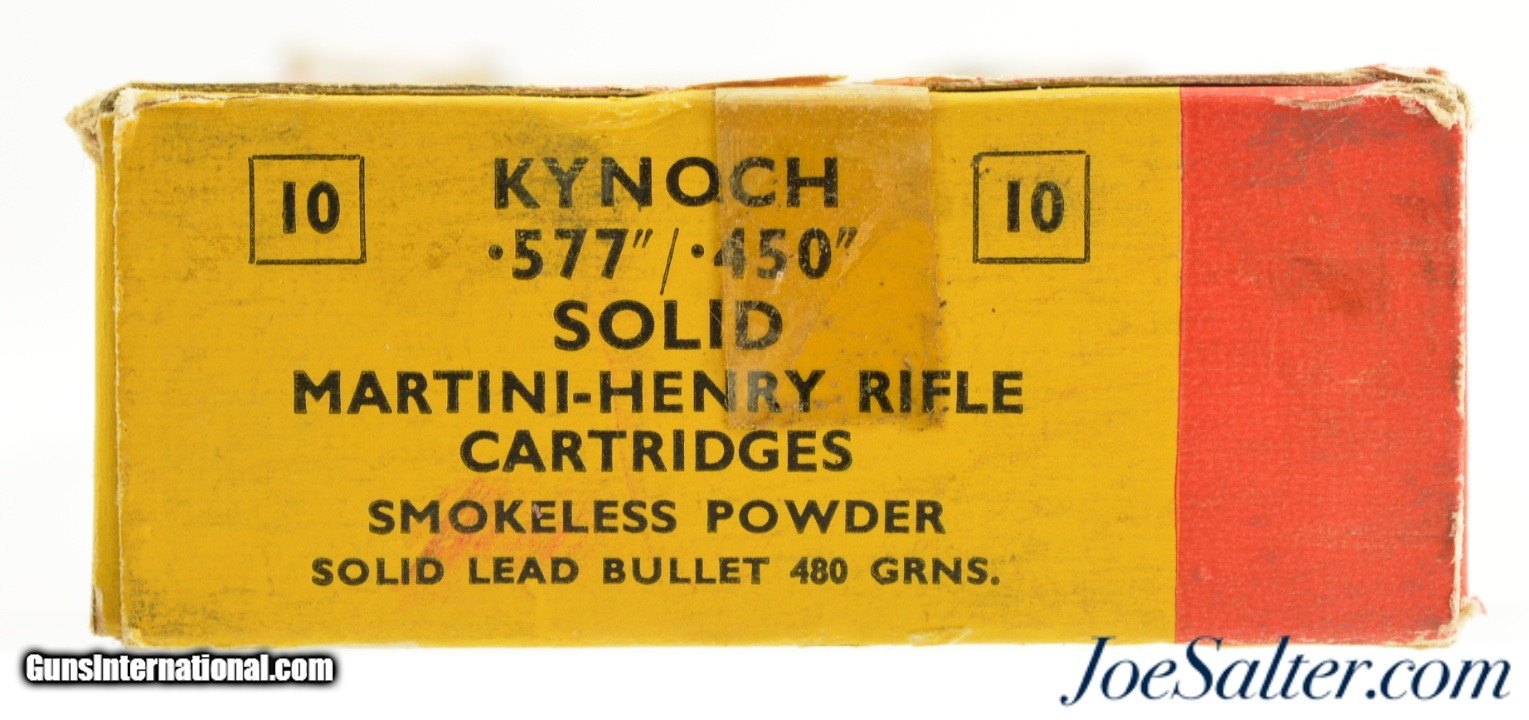 10 KYNOCH 10
·577"/·450"
SOLID
MARTINI-HENRY RIFLE
CARTRIDGES
SMOKELESS POWDER
SOLID LEAD BULLET 480 GRNS.
GunsInternational.com
JoeSalter.com